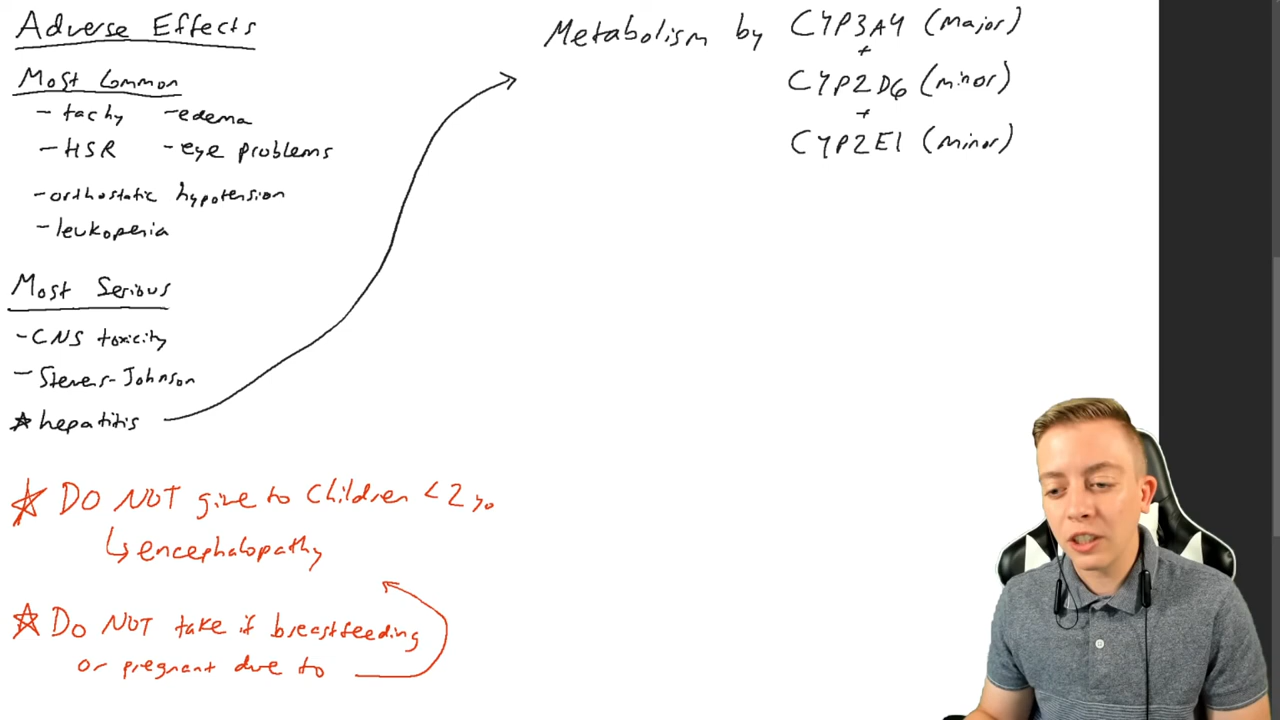 Adverse Effects
Most Common
- tachy - edema
- HSR - eye problems
- orthostatic hypotension
- leukopenia
Most Serious
- CNS toxicity
- Stevens-Johnson
☆ hepatitis
☆ DO NOT give to children < 2 yo
↳ encephalopathy
☆ Do NOT take if breastfeeding
or pregnant due to
Metabolism by CYP3A4 (major)
+
CYP2D6 (minor)
+
CYP2E1 (minor)